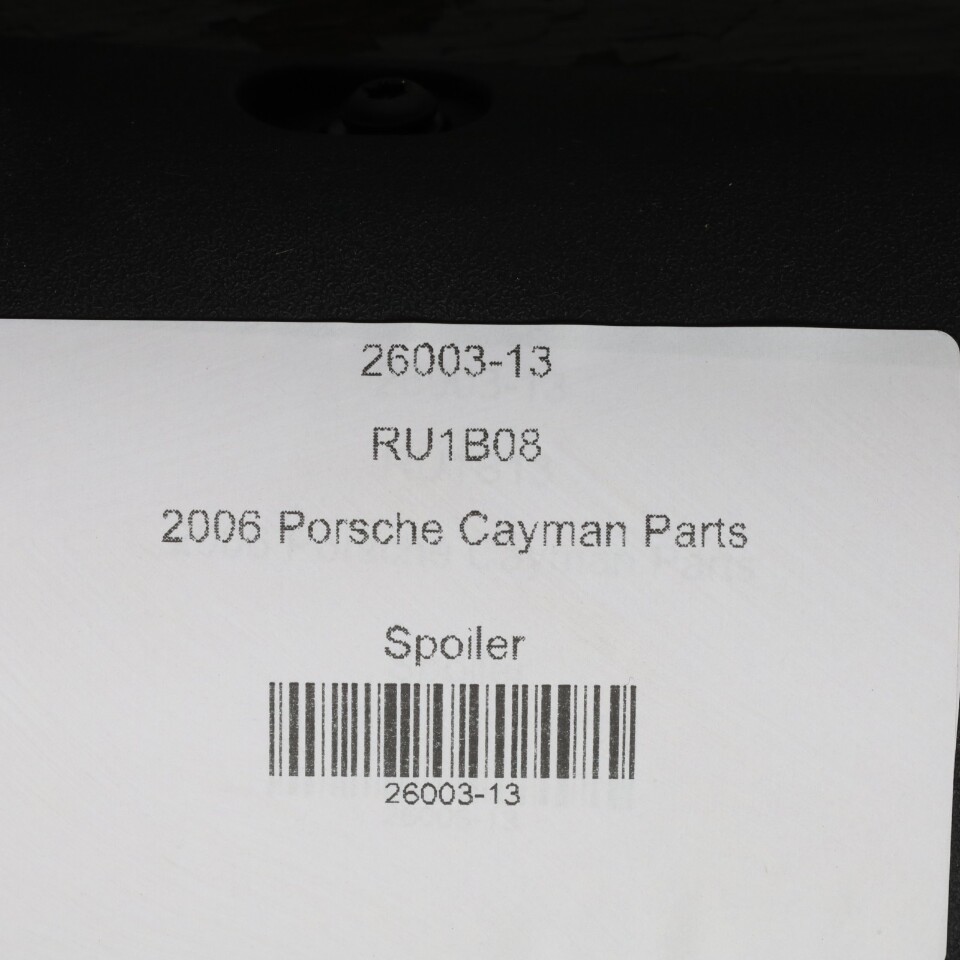 26003-13
RU1B08
2006 Porsche Cayman Parts
Spoiler
26003-13